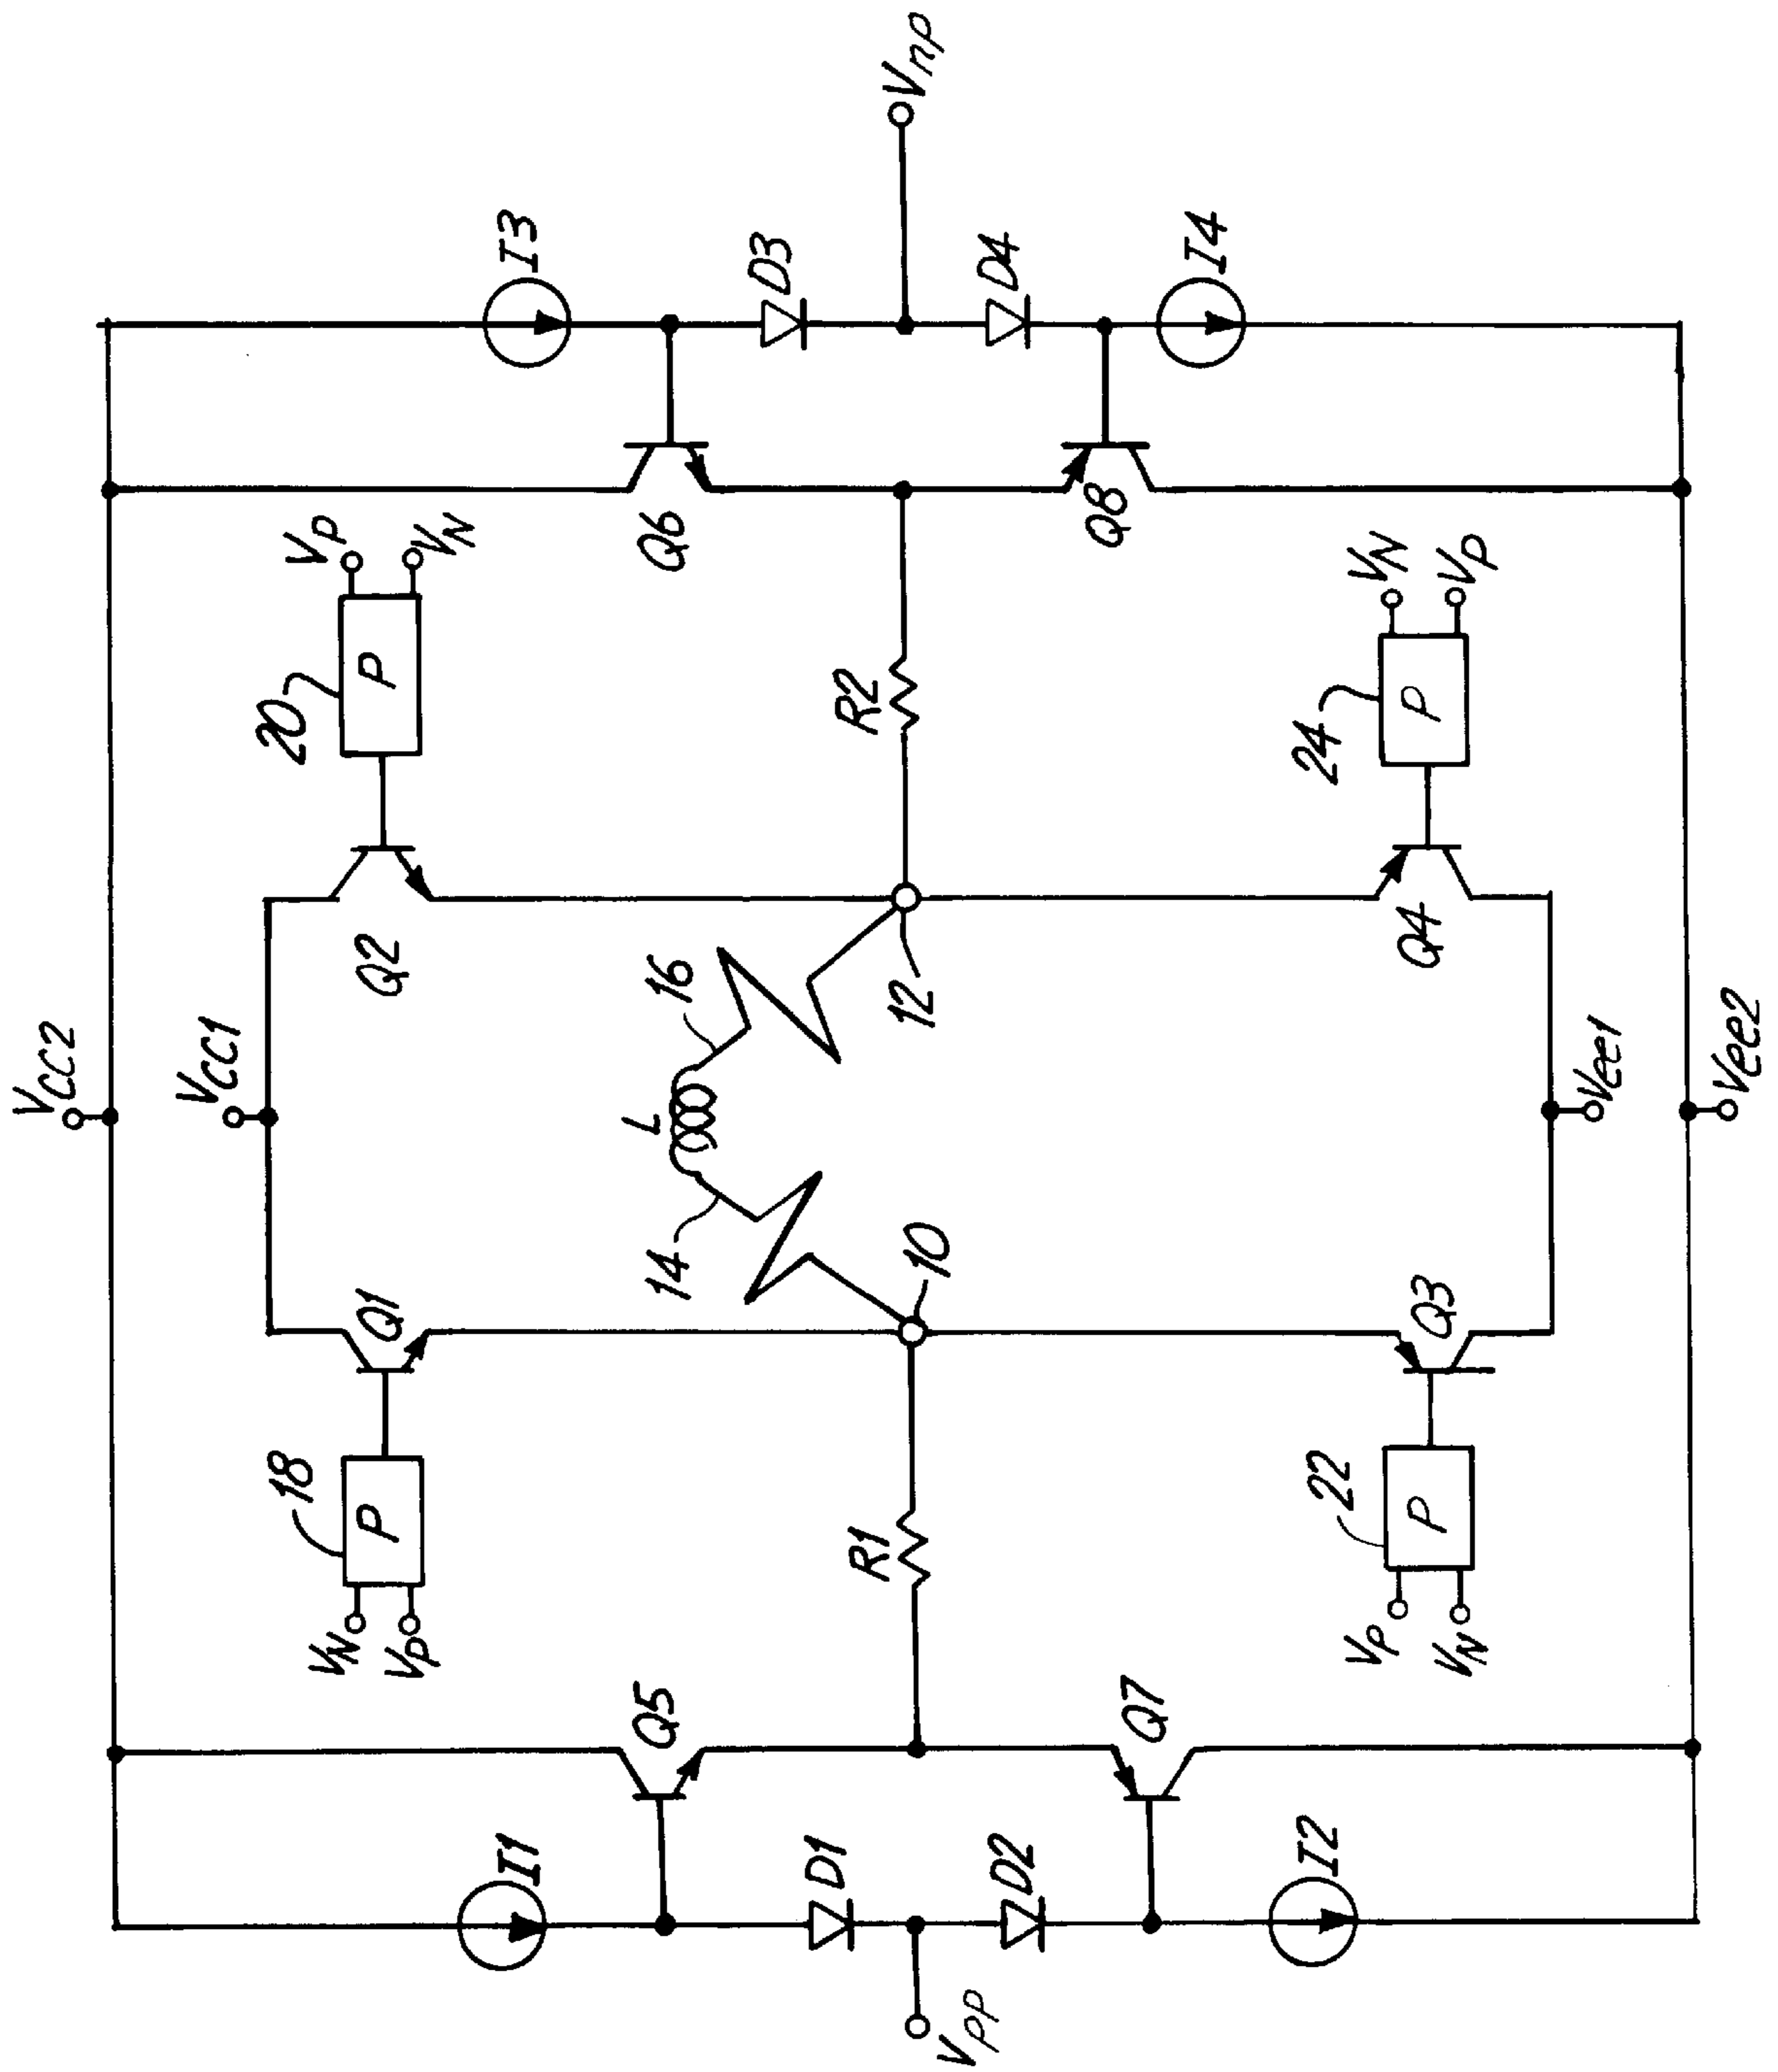 VCC2
VCC1
I1
Q5
18
P
VN
VP
Q1
14
L
16
Q2
20
P
VP
VN
Q6
I3
D1
D2
Vpp
R1
10
12
R2
D3
D4
Vnp
Q7
I2
22
P
VP
VN
Q3
Q4
24
P
VN
VP
Q8
I4
Vee1
Vee2